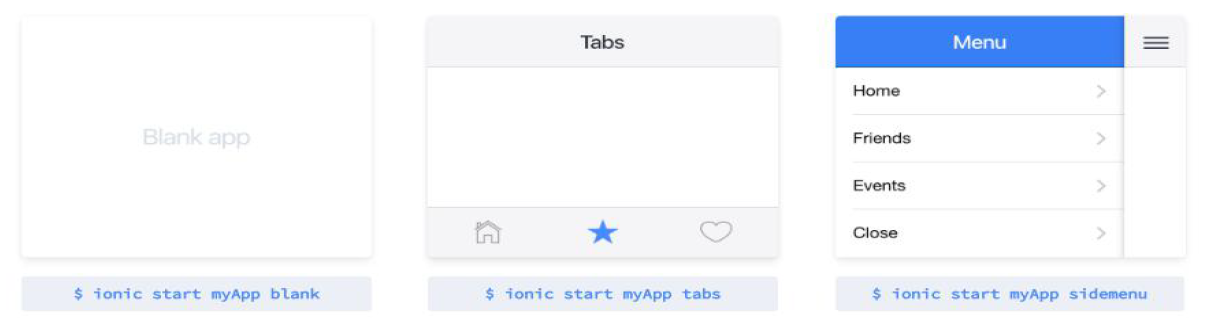 Blank app
$ ionic start myApp blank
Tabs
$ ionic start myApp tabs
Menu
Home
Friends
Events
Close
$ ionic start myApp sidemenu